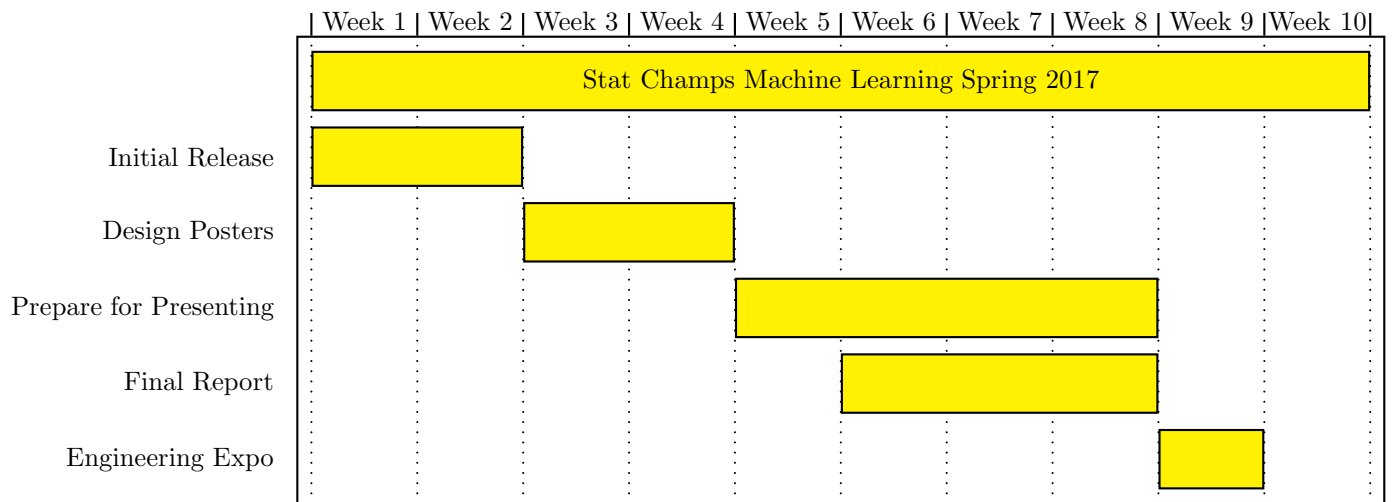 Week 1 Week 2 Week 3 Week 4 Week 5 Week 6 Week 7 Week 8 Week 9 Week 10
Stat Champs Machine Learning Spring 2017
Initial Release
Design Posters
Prepare for Presenting
Final Report
Engineering Expo